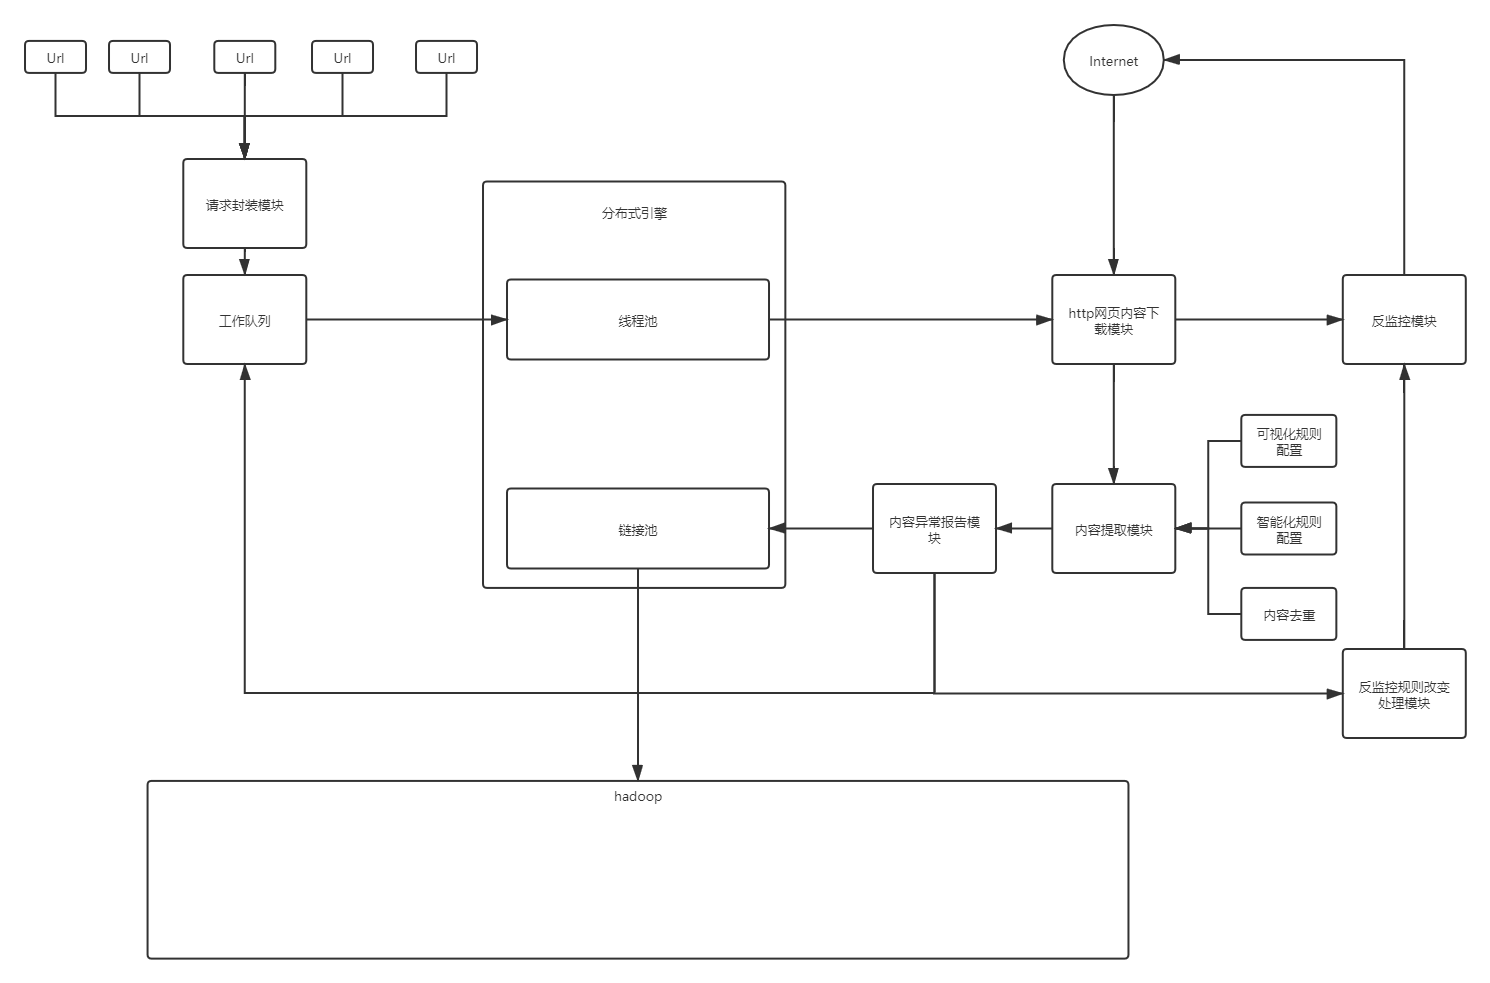 Url
Url
Url
Url
Url
Internet
请求封装模块
分布式引擎
工作队列
线程池
http网页内容下
载模块
反监控模块
可视化规则
配置
链接池
内容异常报告模
块
内容提取模块
智能化规则
配置
内容去重
反监控规则改变
处理模块
hadoop